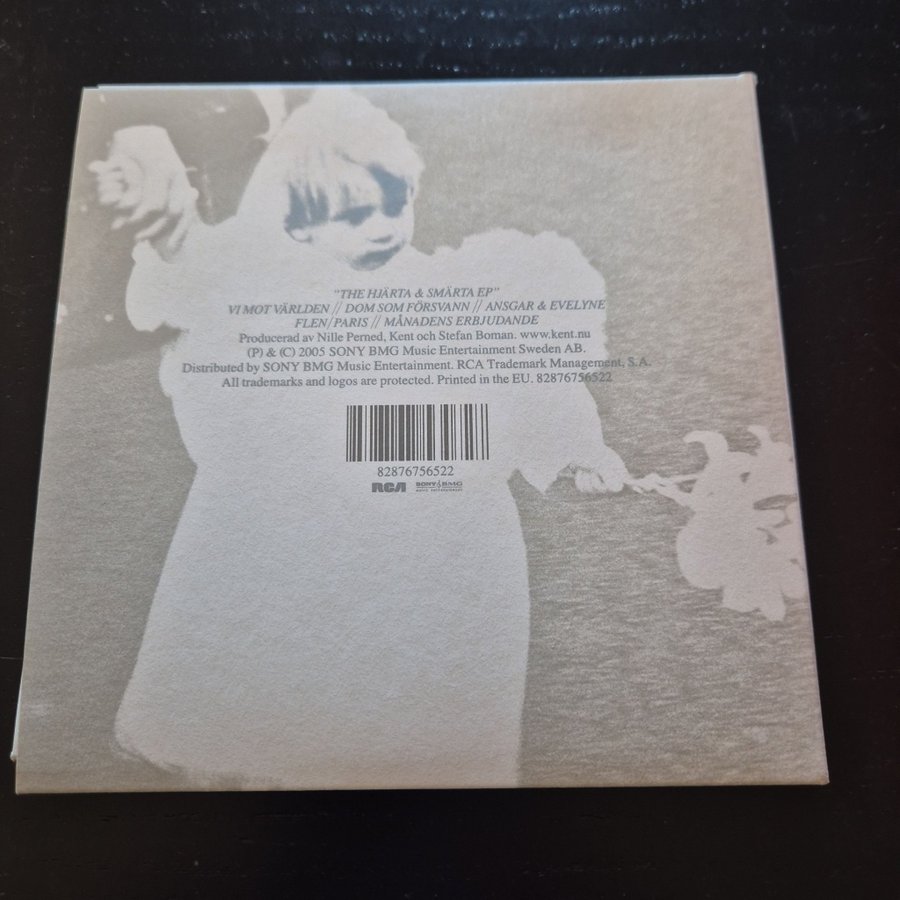 "THE HJÄRTA & SMÄRTA EP"
VI MOT VÄRLDEN // DOM SOM FÖRSVANN // ANSGAR & EVELYNE
FLEN/PARIS // MÅNADENS ERBJUDANDE
Producerad av Nille Perned, Kent och Stefan Boman. www.kent.nu
(P) & (C) 2005 SONY BMG Music Entertainment Sweden AB.
Distributed by SONY BMG Music Entertainment. RCA Trademark Management, S.A.
All trademarks and logos are protected. Printed in the EU. 82876756522
82876756522
RCA SONY BMG
MUSIC ENTERTAINMENT